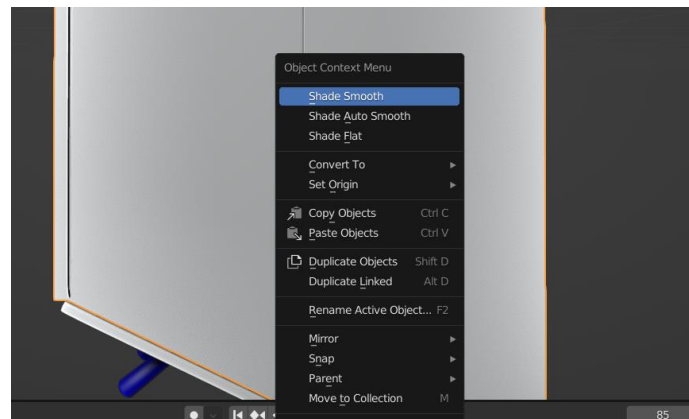 Object Context Menu
Shade Smooth
Shade Auto Smooth
Shade Flat
Convert To
Set Origin
Copy Objects Ctrl C
Paste Objects Ctrl V
Duplicate Objects Shift D
Duplicate Linked Alt D
Rename Active Object... F2
Mirror
Snap
Parent
Move to Collection M
85